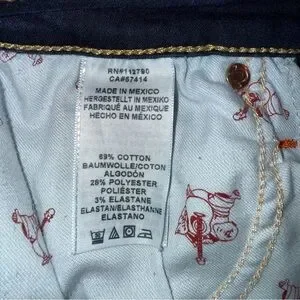 RN#112790
CA#57414
MADE IN MEXICO
HERGESTELLT IN MEXIKO
FABRIQUÉ AU MEXIQUE
HECHO EN MÉXICO
69% COTTON
BAUMWOLLE/COTON
ALGODÓN
28% POLYESTER
POLIÉSTER
3% ELASTANE
ELASTAN/ELASTHANNE
ELASTANO